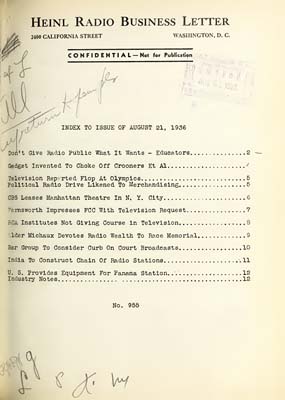 HEINL RADIO BUSINESS LETTER
2400 CALIFORNIA STREET WASHINGTON, D. C.
CONFIDENTIAL—Not for Publication
All
INDEX TO ISSUE OF AUGUST 21, 1936
Don't Give Radio Public What It Wants - Educators..............2
Gadget Invented To Choke Off Crooners Et Al....................4
Television Reported Flop At Olympics...........................5
Political Radio Drive Likened To Merchandising.................5
CBS Leases Manhattan Theatre In N. Y. City.....................6
Farnsworth Impresses FCC With Television Request...............7
RCA Institutes Not Giving Course in Television.................8
Elder Michaux Devotes Radio Wealth To Race Memorial............9
Bar Group To Consider Curb On Court Broadcasts.................10
India To Construct Chain Of Radio Stations.....................11
U. S. Provides Equipment For Panama Station....................12
Industry Notes.................................................12
No. 955